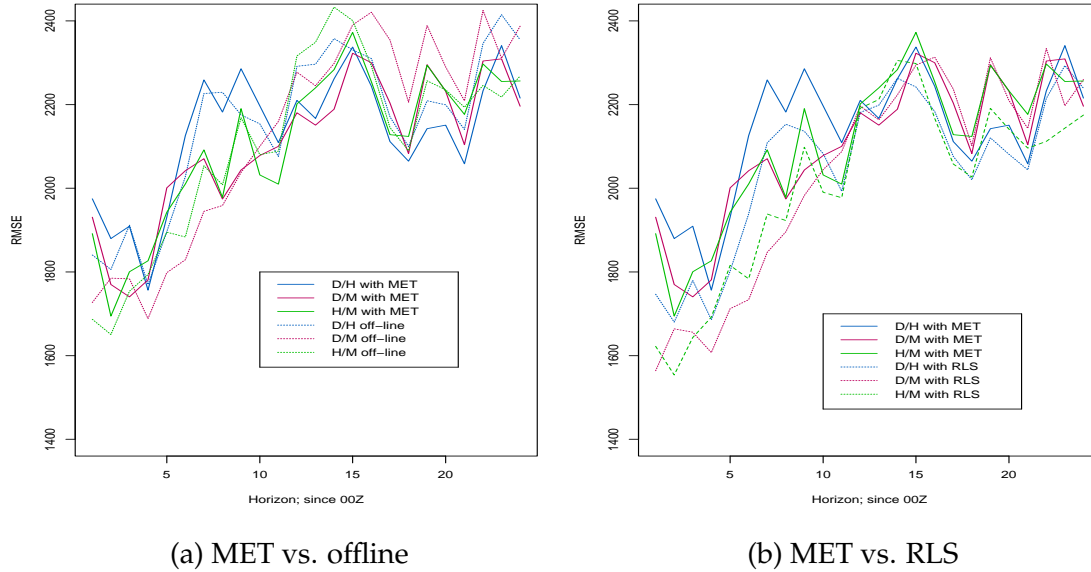 2400
2200
2000
1800
1600
1400
RMSE
D/H with MET
D/M with MET
H/M with MET
D/H off-line
D/M off-line
H/M off-line
5
10
15
20
Horizon; since 00Z
(a) MET vs. offline
2400
2200
2000
1800
1600
1400
RMSE
D/H with MET
D/M with MET
H/M with MET
D/H with RLS
D/M with RLS
H/M with RLS
5
10
15
20
Horizon; since 00Z
(b) MET vs. RLS